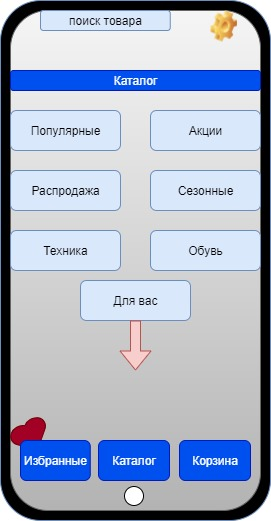 поиск товара
Каталог
Популярные
Акции
Распродажа
Сезонные
Техника
Обувь
Для вас
Избранные
Каталог
Корзина